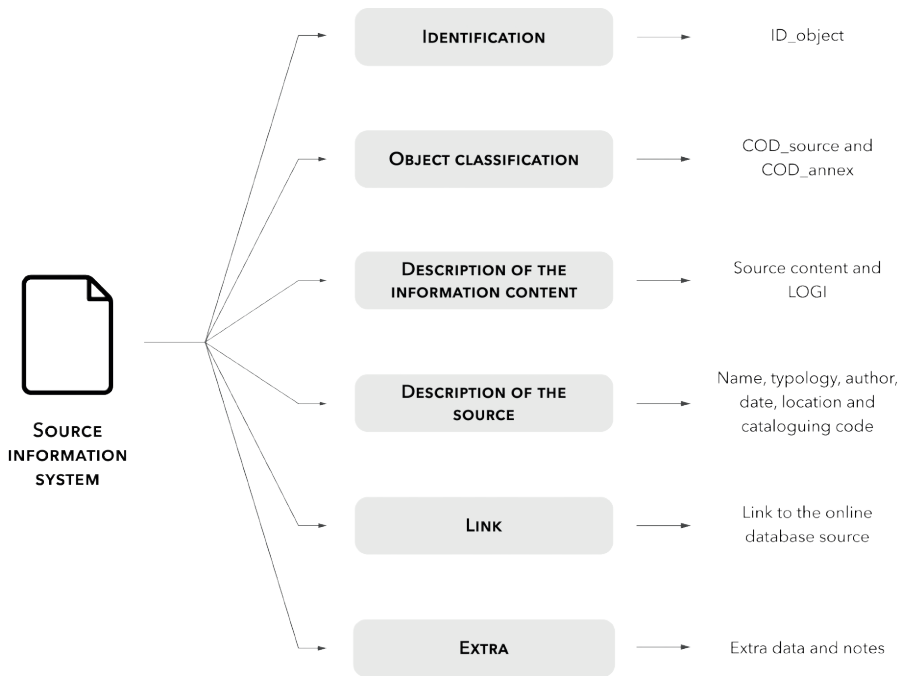 IDENTIFICATION
ID_object
OBJECT CLASSIFICATION
COD_source and
COD_annex
DESCRIPTION OF THE
INFORMATION CONTENT
Source content and
LOGI
DESCRIPTION OF THE
SOURCE
Name, typology, author,
date, location and
cataloguing code
SOURCE
INFORMATION
SYSTEM
LINK
Link to the online
database source
EXTRA
Extra data and notes